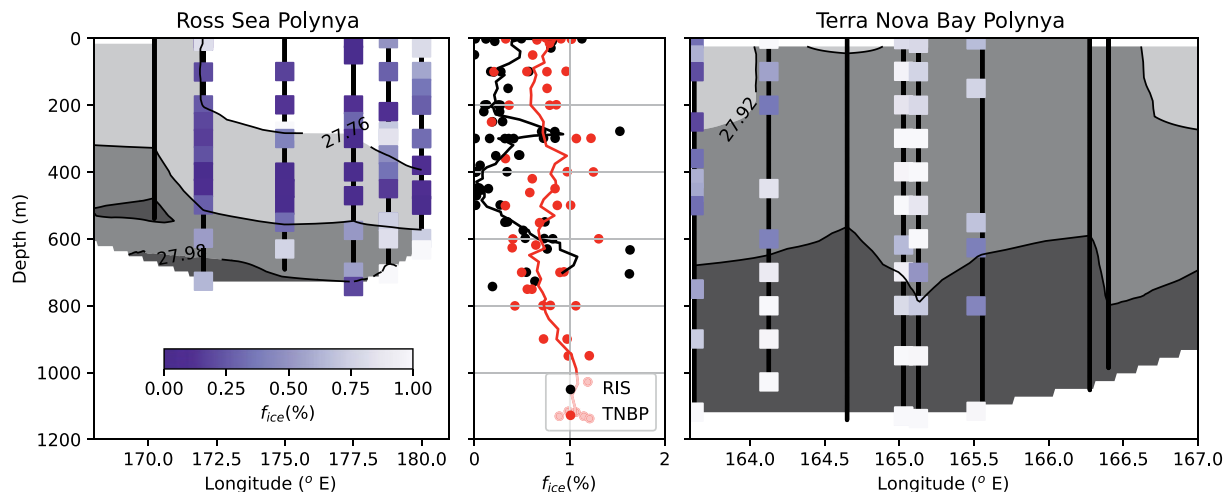 Ross Sea Polynya
Terra Nova Bay Polynya
Depth (m)
0
200
400
600
800
1000
1200
27.76
27.98
27.92
0.00 0.25 0.50 0.75 1.00
f_ice(%)
RIS
TNBP
170.0 172.5 175.0 177.5 180.0
Longitude (° E)
0 1 2
f_ice(%)
164.0 164.5 165.0 165.5 166.0 166.5 167.0
Longitude (° E)